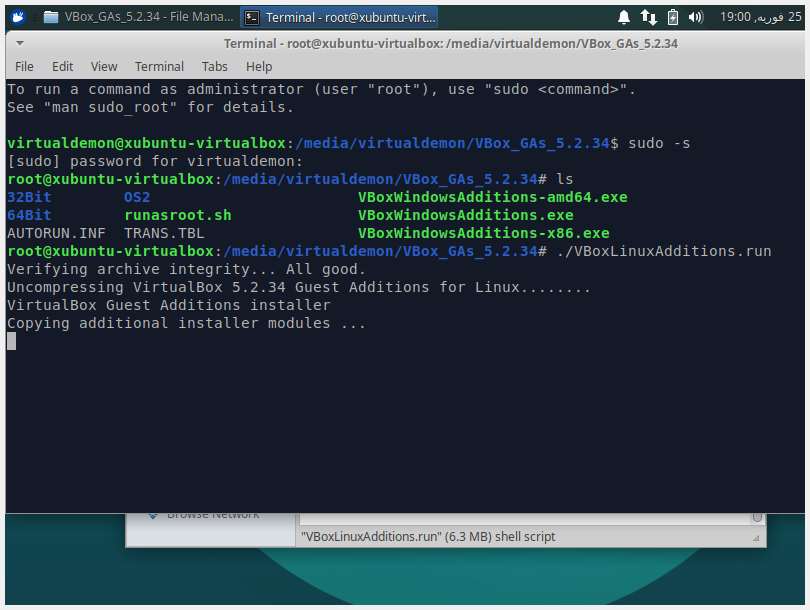 VBox_GAs_5.2.34 - File Mana...
Terminal - root@xubuntu-virt...
25 فوریه, 19:00
Terminal - root@xubuntu-virtualbox: /media/virtualdemon/VBox_GAs_5.2.34
File Edit View Terminal Tabs Help
To run a command as administrator (user "root"), use "sudo <command>".
See "man sudo_root" for details.
virtualdemon@xubuntu-virtualbox:/media/virtualdemon/VBox_GAs_5.2.34$ sudo -s
[sudo] password for virtualdemon:
root@xubuntu-virtualbox:/media/virtualdemon/VBox_GAs_5.2.34# ls
32Bit OS2 VBoxWindowsAdditions-amd64.exe
64Bit runasroot.sh VBoxWindowsAdditions.exe
AUTORUN.INF TRANS.TBL VBoxWindowsAdditions-x86.exe
root@xubuntu-virtualbox:/media/virtualdemon/VBox_GAs_5.2.34# ./VBoxLinuxAdditions.run
Verifying archive integrity... All good.
Uncompressing VirtualBox 5.2.34 Guest Additions for Linux........
VirtualBox Guest Additions installer
Copying additional installer modules ...
Browse Network
"VBoxLinuxAdditions.run" (6.3 MB) shell script